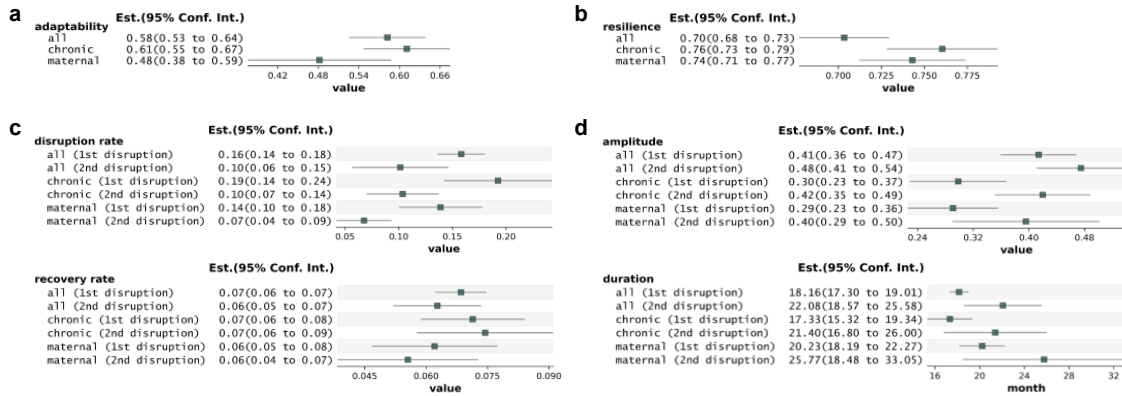 a
Est.(95% Conf. Int.)
adaptability
all 0.58(0.53 to 0.64)
chronic 0.61(0.55 to 0.67)
maternal 0.48(0.38 to 0.59)
0.42 0.48 0.54 0.60 0.66
value
b
Est.(95% Conf. Int.)
resilience
all 0.70(0.68 to 0.73)
chronic 0.76(0.73 to 0.79)
maternal 0.74(0.71 to 0.77)
0.700 0.725 0.750 0.775
value
c
Est.(95% Conf. Int.)
disruption rate
all (1st disruption) 0.16(0.14 to 0.18)
all (2nd disruption) 0.10(0.06 to 0.15)
chronic (1st disruption) 0.19(0.14 to 0.24)
chronic (2nd disruption) 0.10(0.07 to 0.14)
maternal (1st disruption) 0.14(0.10 to 0.18)
maternal (2nd disruption) 0.07(0.04 to 0.09)
0.05 0.10 0.15 0.20
value
Est.(95% Conf. Int.)
recovery rate
all (1st disruption) 0.07(0.06 to 0.07)
all (2nd disruption) 0.06(0.05 to 0.07)
chronic (1st disruption) 0.07(0.06 to 0.08)
chronic (2nd disruption) 0.07(0.06 to 0.09)
maternal (1st disruption) 0.06(0.05 to 0.08)
maternal (2nd disruption) 0.06(0.04 to 0.07)
0.045 0.060 0.075 0.090
value
d
Est.(95% Conf. Int.)
amplitude
all (1st disruption) 0.41(0.36 to 0.47)
all (2nd disruption) 0.48(0.41 to 0.54)
chronic (1st disruption) 0.30(0.23 to 0.37)
chronic (2nd disruption) 0.42(0.35 to 0.49)
maternal (1st disruption) 0.29(0.23 to 0.36)
maternal (2nd disruption) 0.40(0.29 to 0.50)
0.24 0.32 0.40 0.48
value
Est.(95% Conf. Int.)
duration
all (1st disruption) 18.16(17.30 to 19.01)
all (2nd disruption) 22.08(18.57 to 25.58)
chronic (1st disruption) 17.33(15.32 to 19.34)
chronic (2nd disruption) 21.40(16.80 to 26.00)
maternal (1st disruption) 20.23(18.19 to 22.27)
maternal (2nd disruption) 25.77(18.48 to 33.05)
16 20 24 28 32
month